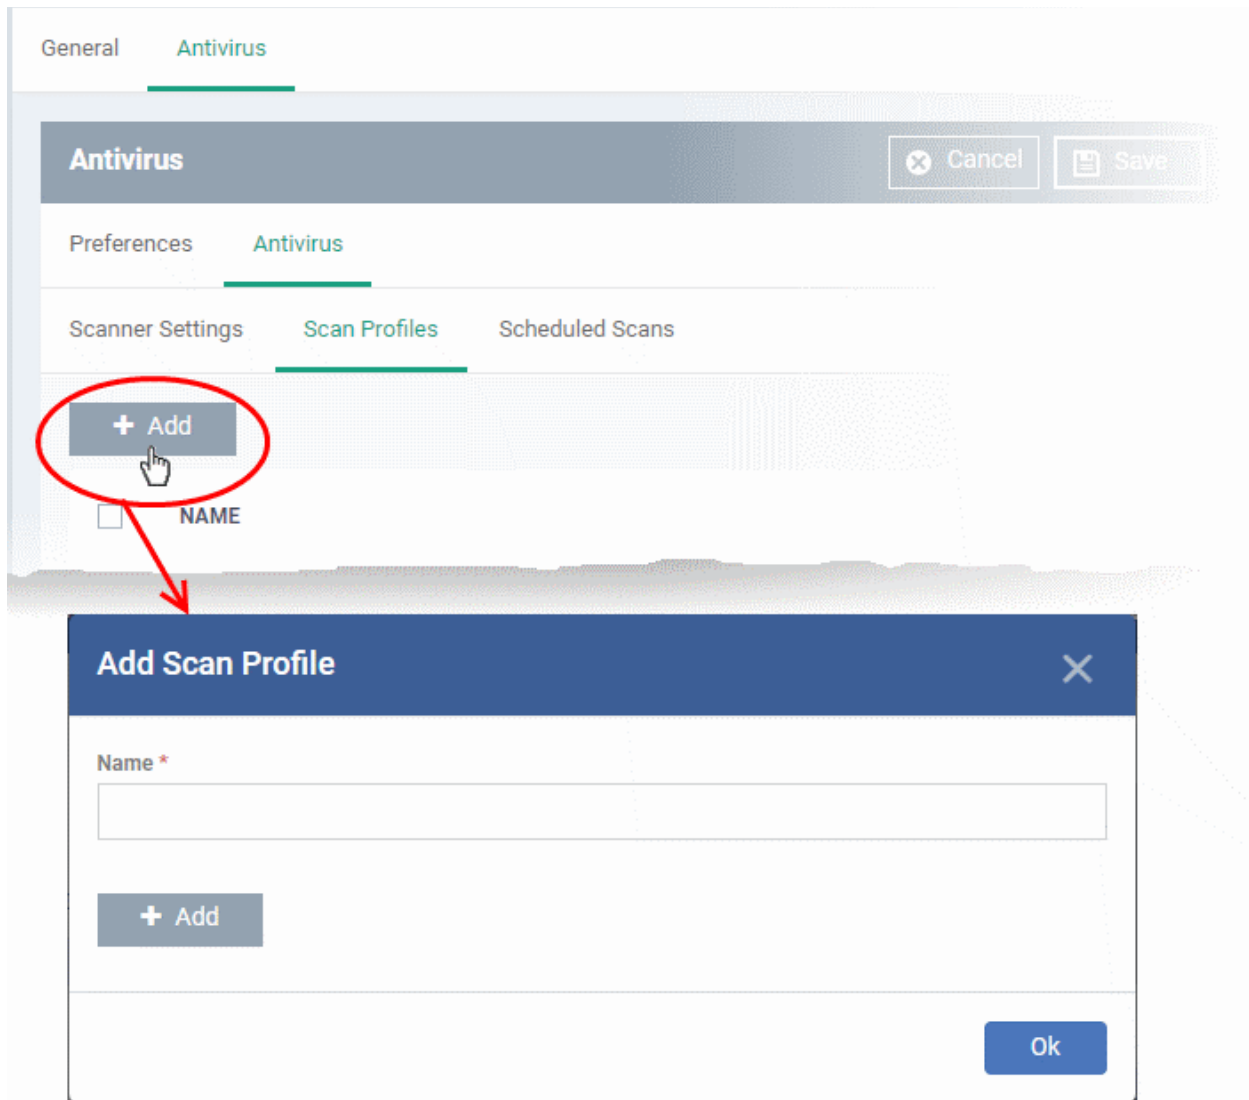 General Antivirus
Antivirus Cancel Save
Preferences Antivirus
Scanner Settings Scan Profiles Scheduled Scans
+ Add
NAME
Add Scan Profile
Name *
+ Add
Ok